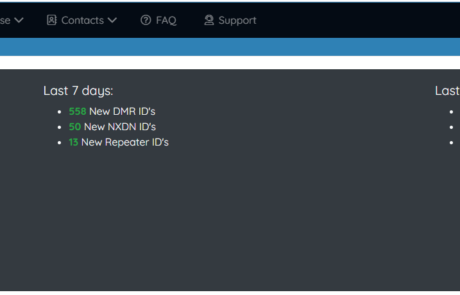 se Contacts FAQ Support
Last 7 days: Last
558 New DMR ID's
50 New NXDN ID's
13 New Repeater ID's